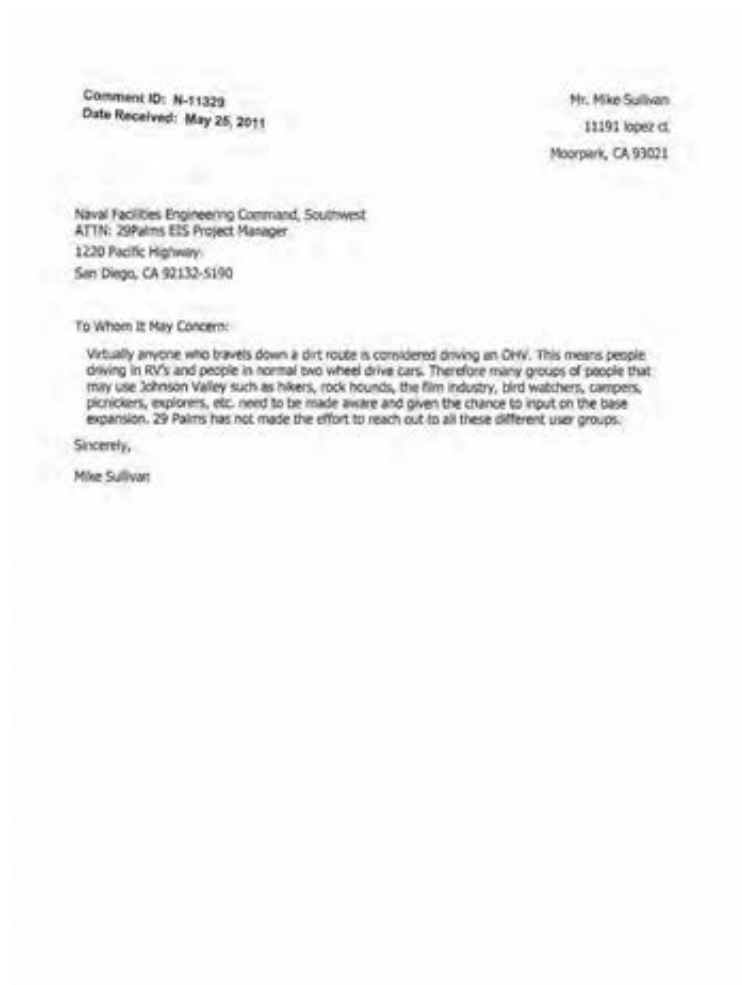 Comment ID: N-11329
Date Received: May 25, 2011
Mr. Mike Sullivan
11191 lopez ct
Moorpark, CA 93021
Naval Facilities Engineering Command, Southwest
ATTN: 29Palms EIS Project Manager
1220 Pacific Highway
San Diego, CA 92132-5190
To Whom It May Concern:
Virtually anyone who travels down a dirt route is considered driving an OHV. This means people
driving in RV's and people in normal two wheel drive cars. Therefore many groups of people that
may use Johnson Valley such as hikers, rock hounds, the film industry, bird watchers, campers,
picnickers, explorers, etc. need to be made aware and given the chance to input on the base
expansion. 29 Palms has not made the effort to reach out to all these different user groups.
Sincerely,
Mike Sullivan